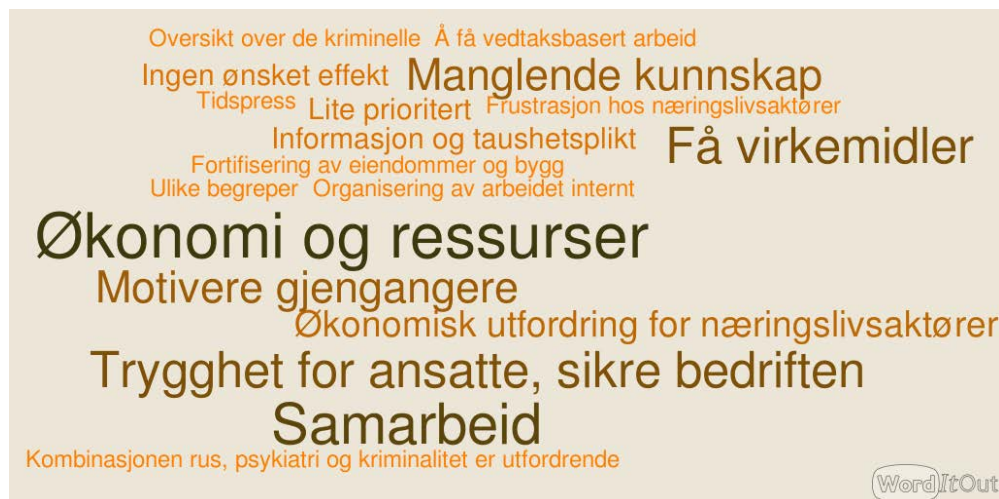 Oversikt over de kriminelle Å få vedtaksbasert arbeid
Ingen ønsket effekt Manglende kunnskap
Tidspress Lite prioritert Frustrasjon hos næringslivsaktører
Informasjon og taushetsplikt Få virkemidler
Fortifisering av eiendommer og bygg
Ulike begreper Organisering av arbeidet internt
Økonomi og ressurser
Motivere gjengangere
Økonomisk utfordring for næringslivsaktører
Trygghet for ansatte, sikre bedriften
Samarbeid
Kombinasjonen rus, psykiatri og kriminalitet er utfordrende
WordItOut